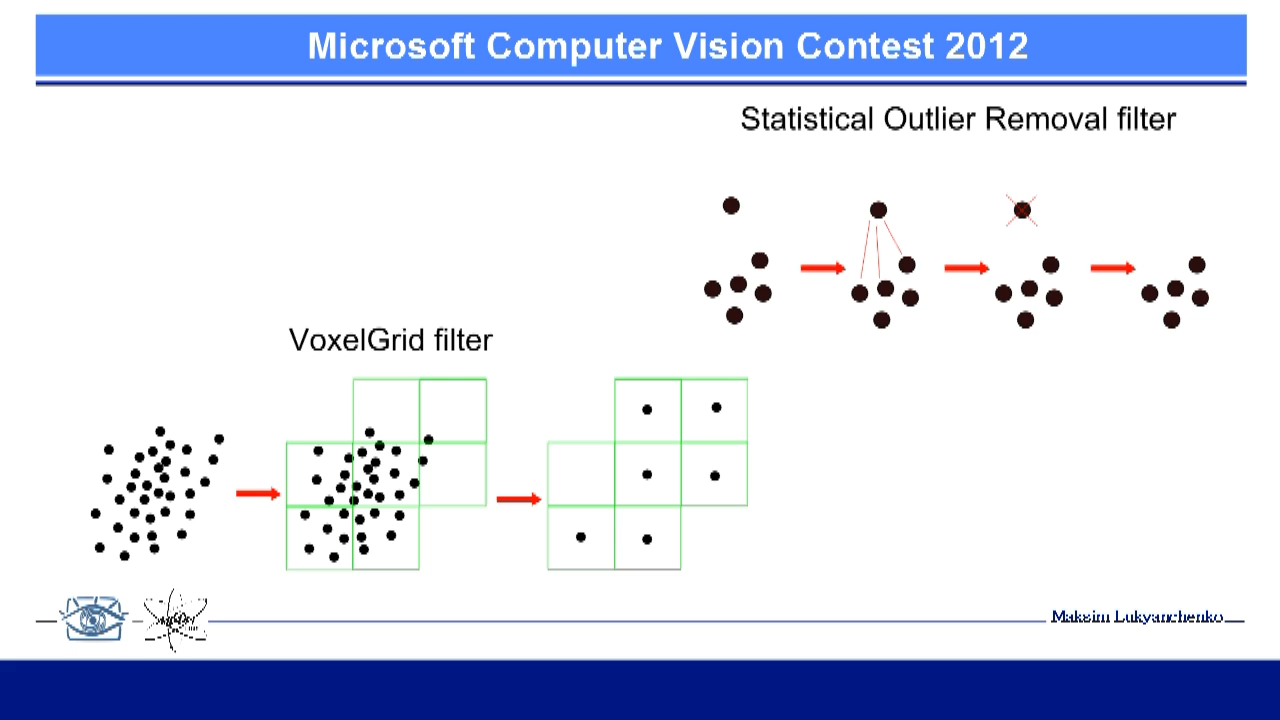 Microsoft Computer Vision Contest 2012
Statistical Outlier Removal filter
VoxelGrid filter
Maksim Lukyanchenko